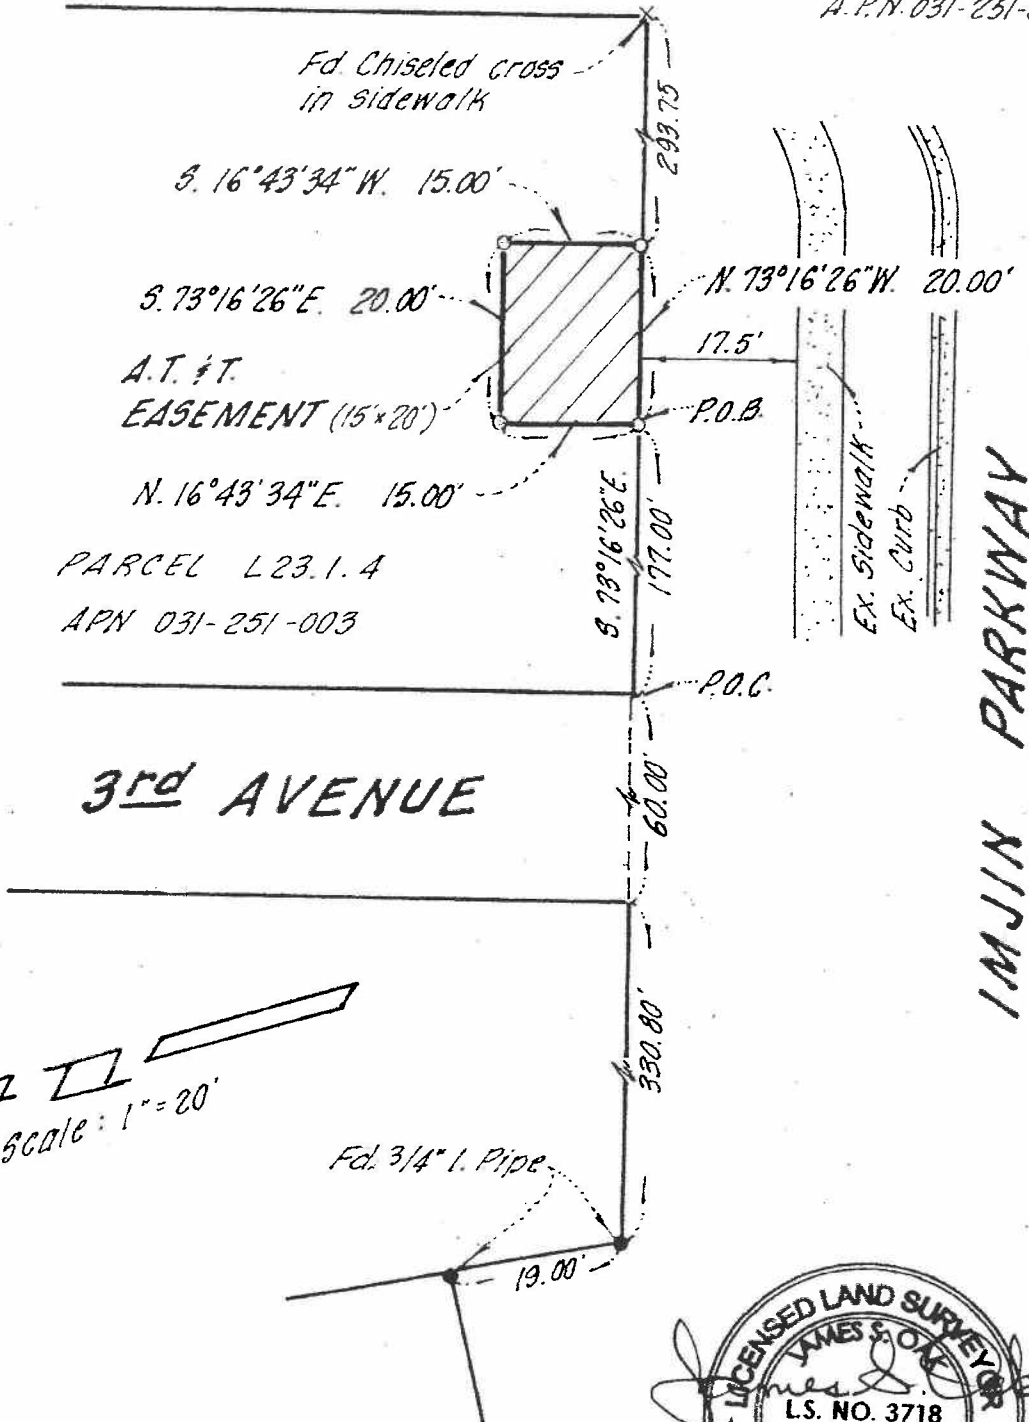 A.P.N. 031-251-
Fd. Chiseled cross
in sidewalk
293.75
S. 16°43'34" W. 15.00'
S. 73°16'26" E. 20.00'
N. 73°16'26" W. 20.00'
17.5'
A.T. & T.
EASEMENT (15'x20')
P.O.B.
N. 16°43'34" E. 15.00'
S. 73°16'26" E.
177.00'
Ex. Sidewalk
Ex. Curb
PARCEL L23.1.4
APN 031-251-003
P.O.C.
IMJIN PARKWAY
3rd AVENUE
60.00'
330.80'
Scale: 1"=20'
Fd. 3/4" I. Pipe
19.00'
LICENSED LAND SURVEYOR
JAMES S. OAK
L.S. NO. 3718